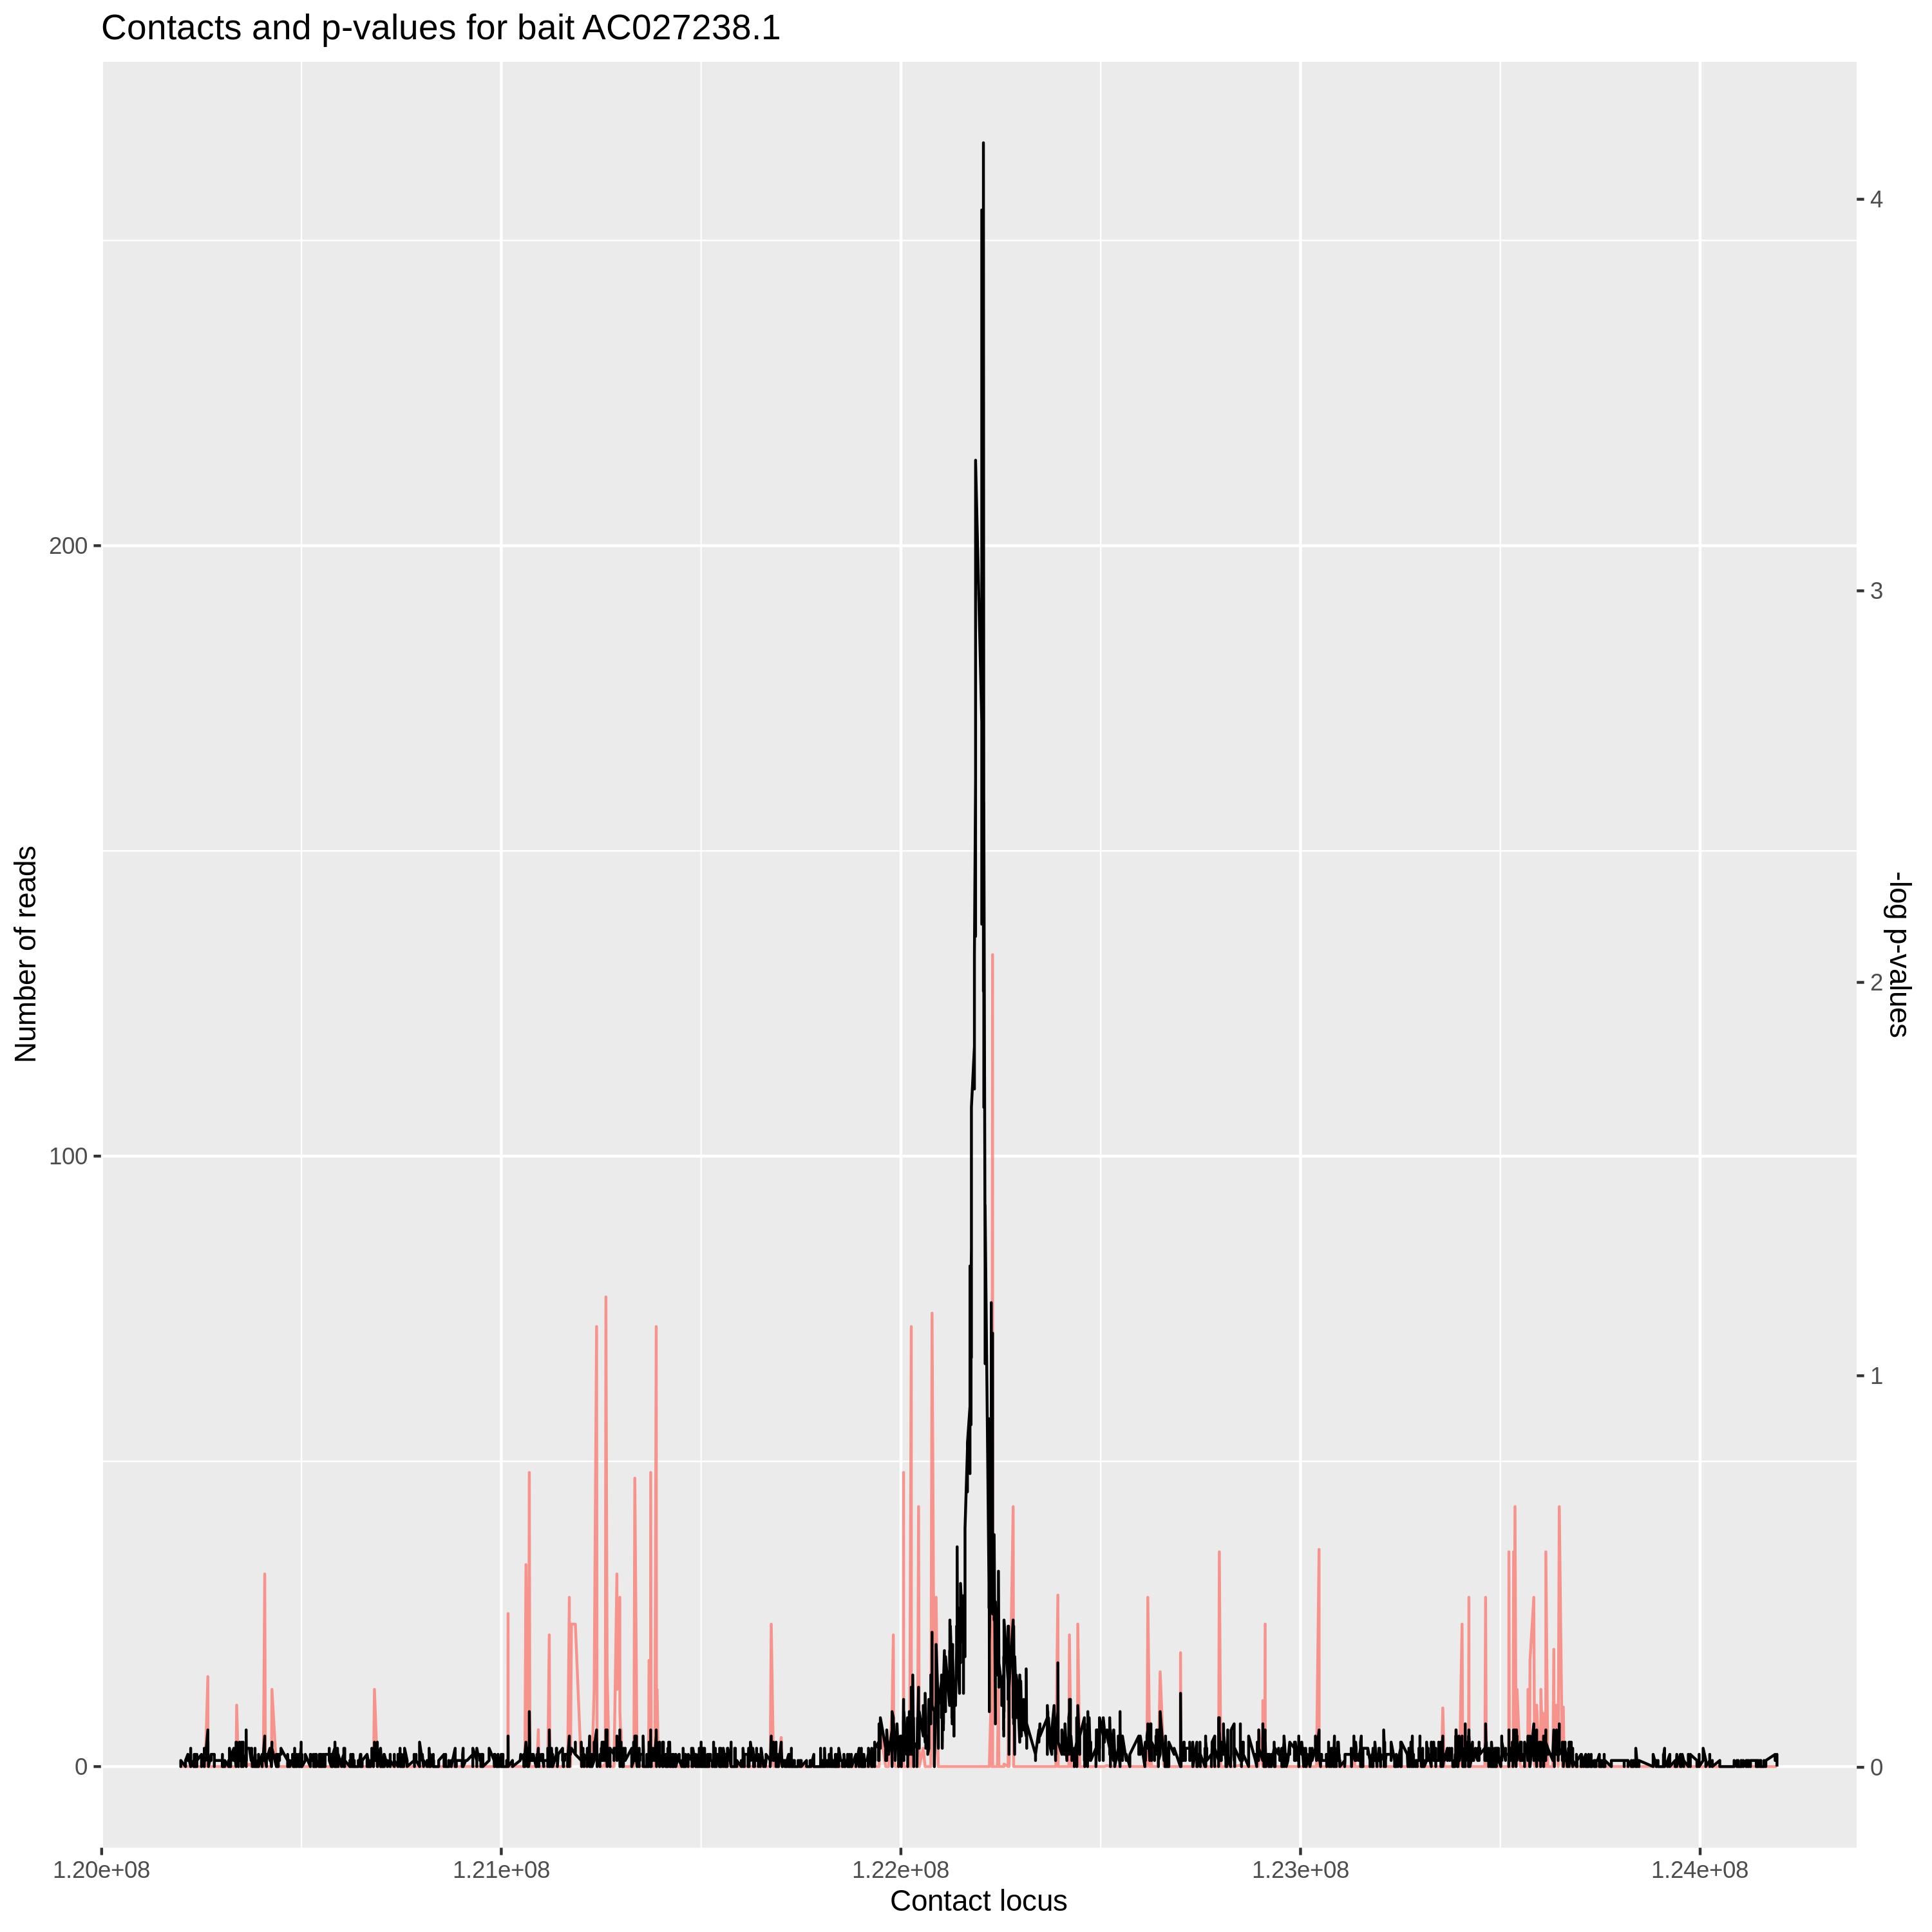 Contacts and p-values for bait AC027238.1
Number of reads
200
100
0
4
3
2
1
0
-log p-values
1.20e+08
1.21e+08
1.22e+08
1.23e+08
1.24e+08
Contact locus